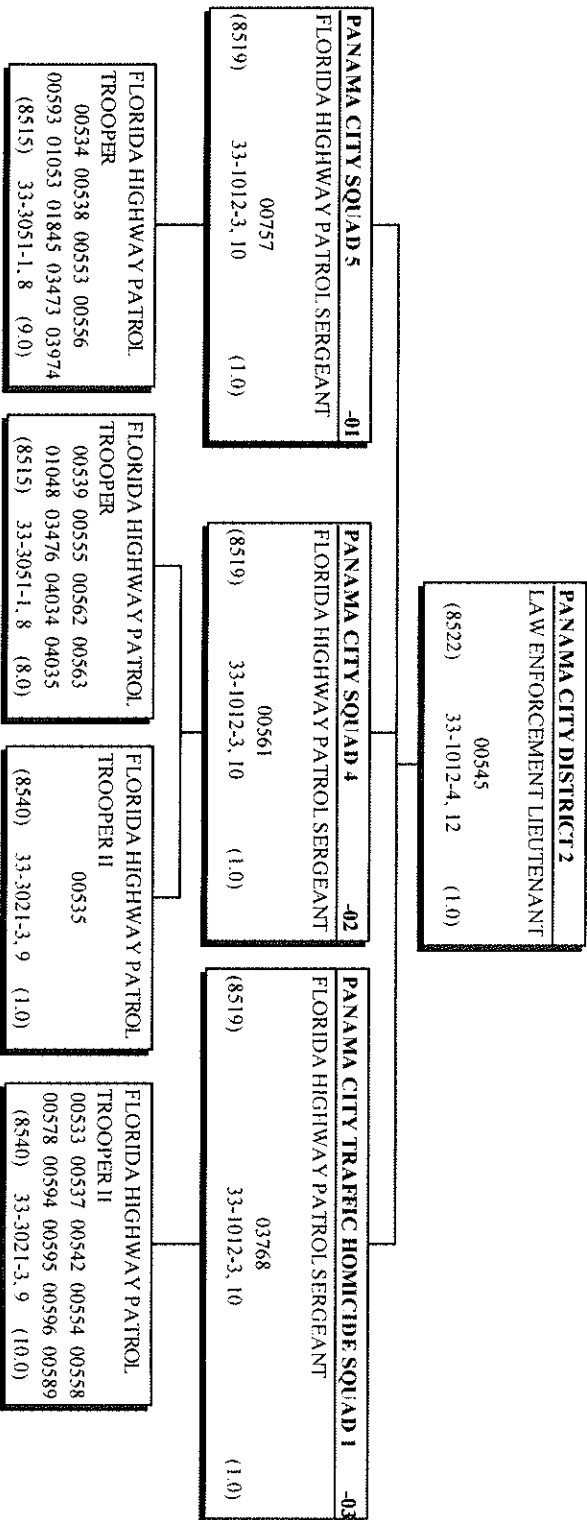 PANAMA CITY DISTRICT 2
LAW ENFORCEMENT LIEUTENANT
00545
(8522) 33-1012-4, 12 (1.0)
PANAMA CITY SQUAD 5 -01
FLORIDA HIGHWAY PATROL SERGEANT
00757
(8519) 33-1012-3, 10 (1.0)
PANAMA CITY SQUAD 4 -02
FLORIDA HIGHWAY PATROL SERGEANT
00561
(8519) 33-1012-3, 10 (1.0)
PANAMA CITY TRAFFIC HOMICIDE SQUAD 1 -03
FLORIDA HIGHWAY PATROL SERGEANT
03768
(8519) 33-1012-3, 10 (1.0)
FLORIDA HIGHWAY PATROL
TROOPER
00534 00538 00553 00556
00593 01053 01845 03473 03974
(8515) 33-3051-1, 8 (9.0)
FLORIDA HIGHWAY PATROL
TROOPER
00539 00555 00562 00563
01048 03476 04034 04035
(8515) 33-3051-1, 8 (8.0)
FLORIDA HIGHWAY PATROL
TROOPER II
00535
(8540) 33-3021-3, 9 (1.0)
FLORIDA HIGHWAY PATROL
TROOPER II
00533 00537 00542 00554 00558
00578 00594 00595 00596 00589
(8540) 33-3021-3, 9 (10.0)